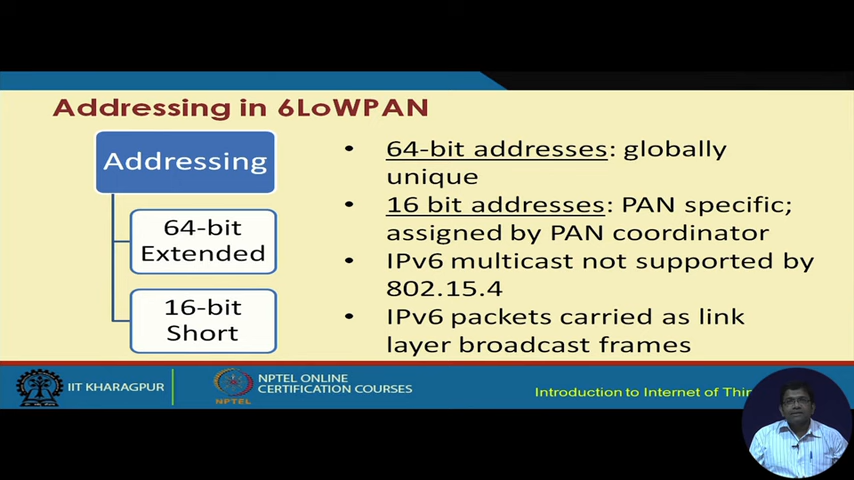 Addressing in 6LoWPAN
Addressing
64-bit
Extended
16-bit
Short
• 64-bit addresses: globally
unique
• 16 bit addresses: PAN specific;
assigned by PAN coordinator
• IPv6 multicast not supported by
802.15.4
• IPv6 packets carried as link
layer broadcast frames
IIT KHARAGPUR
NPTEL ONLINE
CERTIFICATION COURSES
NPTEL
Introduction to Internet of